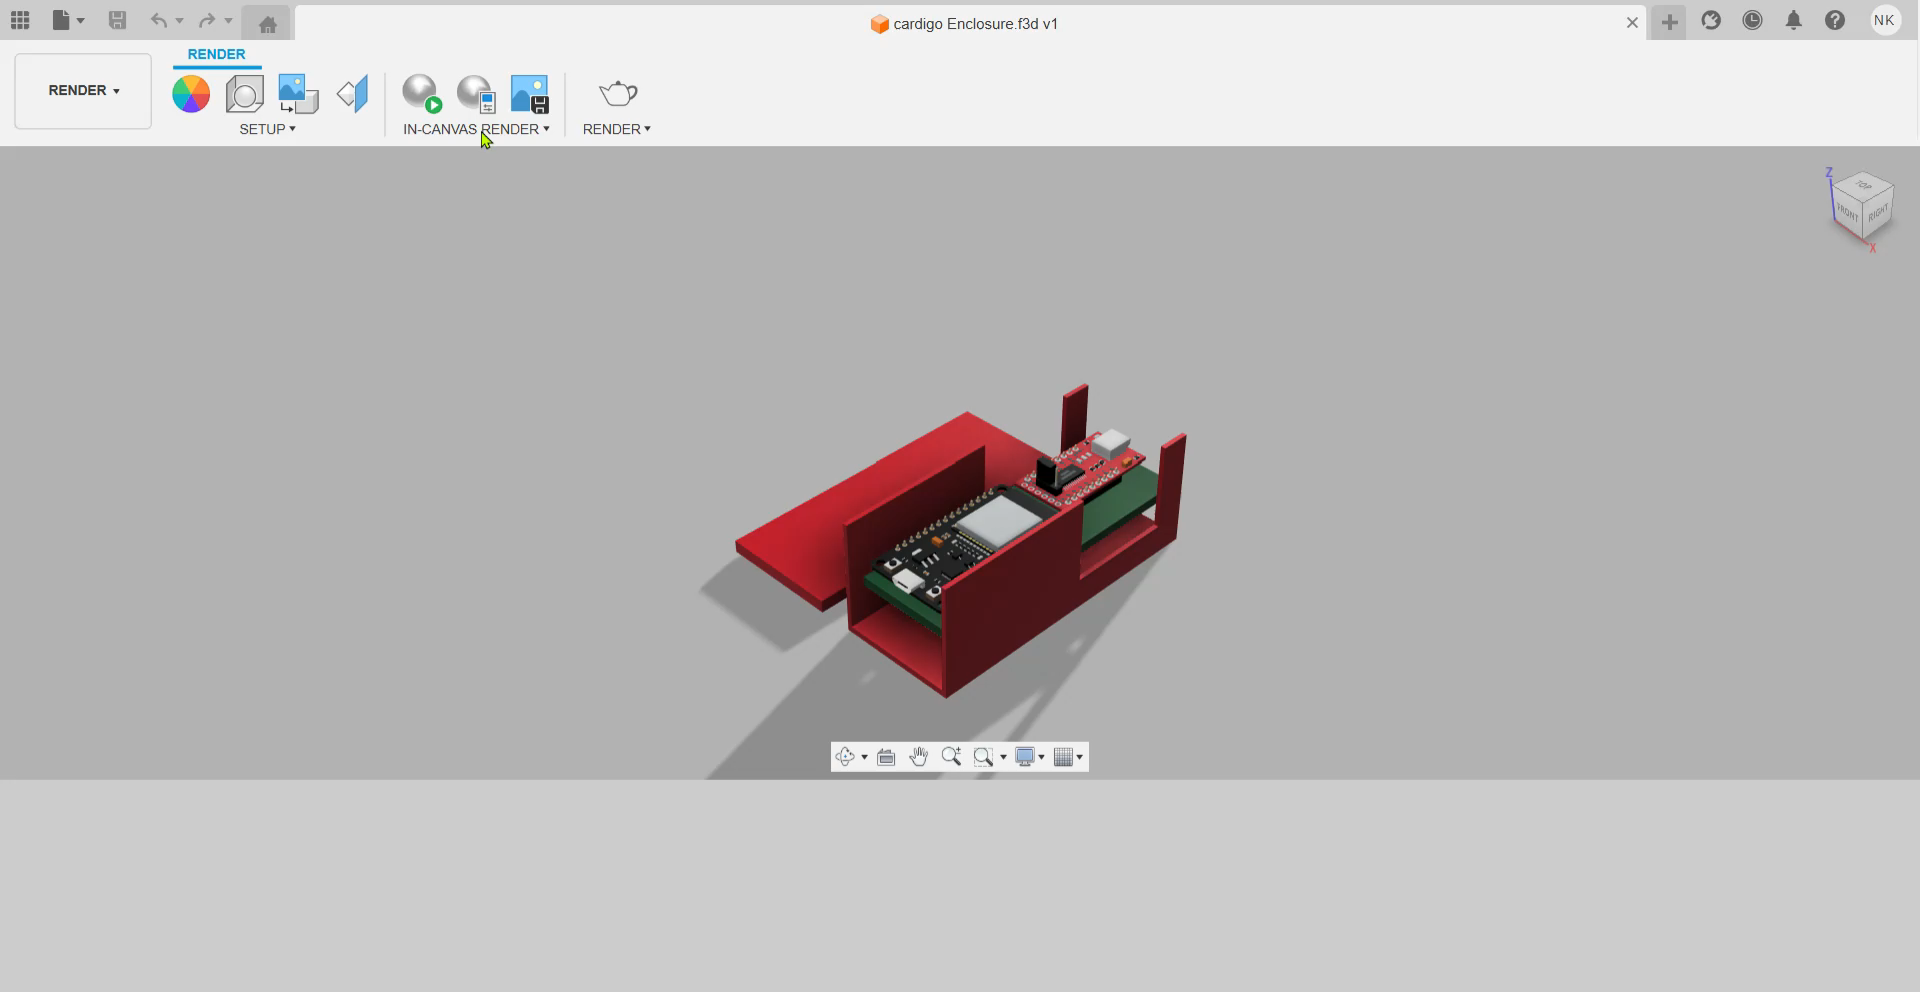 cardigo Enclosure.f3d v1
NK
RENDER
RENDER
SETUP
IN-CANVAS RENDER
RENDER
Z
TOP
FRONT
RIGHT
X